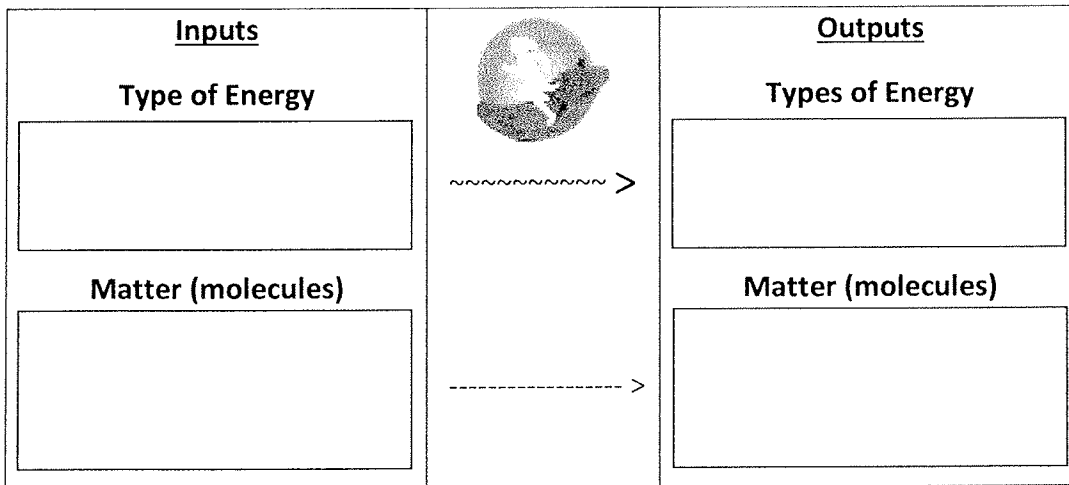 Inputs
Type of Energy
Matter (molecules)
~~~~~~~~~~ >
-----------------​- >
Outputs
Types of Energy
Matter (molecules)